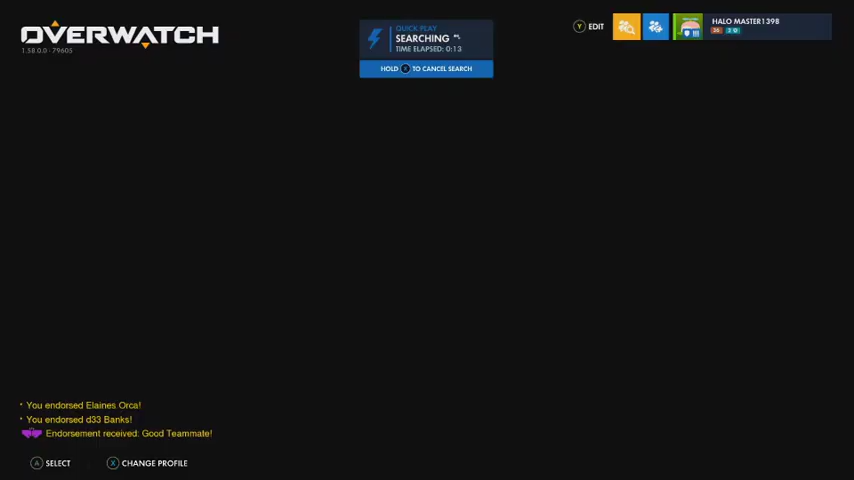 OVERWATCH
1.58.0.0 - 79605
QUICK PLAY
SEARCHING
TIME ELAPSED: 0:13
HOLD X TO CANCEL SEARCH
Y EDIT
HALO MASTER1398
26
You endorsed Elaines Orca!
You endorsed d33 Banks!
Endorsement received: Good Teammate!
A SELECT
X CHANGE PROFILE